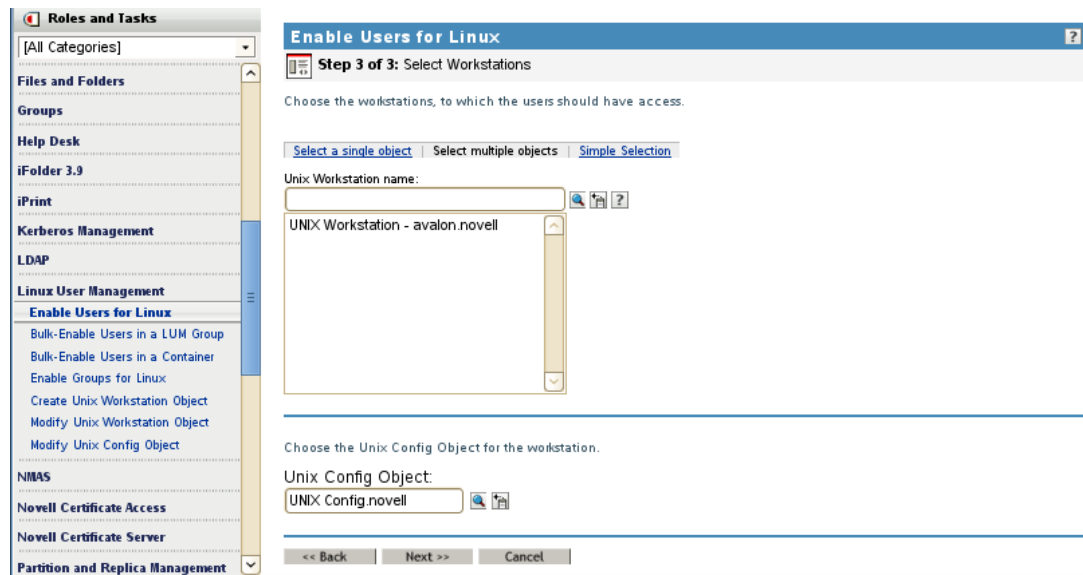 Roles and Tasks
[All Categories]
Files and Folders
Groups
Help Desk
iFolder 3.9
iPrint
Kerberos Management
LDAP
Linux User Management
Enable Users for Linux
Bulk-Enable Users in a LUM Group
Bulk-Enable Users in a Container
Enable Groups for Linux
Create Unix Workstation Object
Modify Unix Workstation Object
Modify Unix Config Object
NMAS
Novell Certificate Access
Novell Certificate Server
Partition and Replica Management
Enable Users for Linux ?
Step 3 of 3: Select Workstations
Choose the workstations, to which the users should have access.
Select a single object | Select multiple objects | Simple Selection
Unix Workstation name:
?
UNIX Workstation - avalon.novell
Choose the Unix Config Object for the workstation.
Unix Config Object:
UNIX Config.novell
<< Back Next >> Cancel